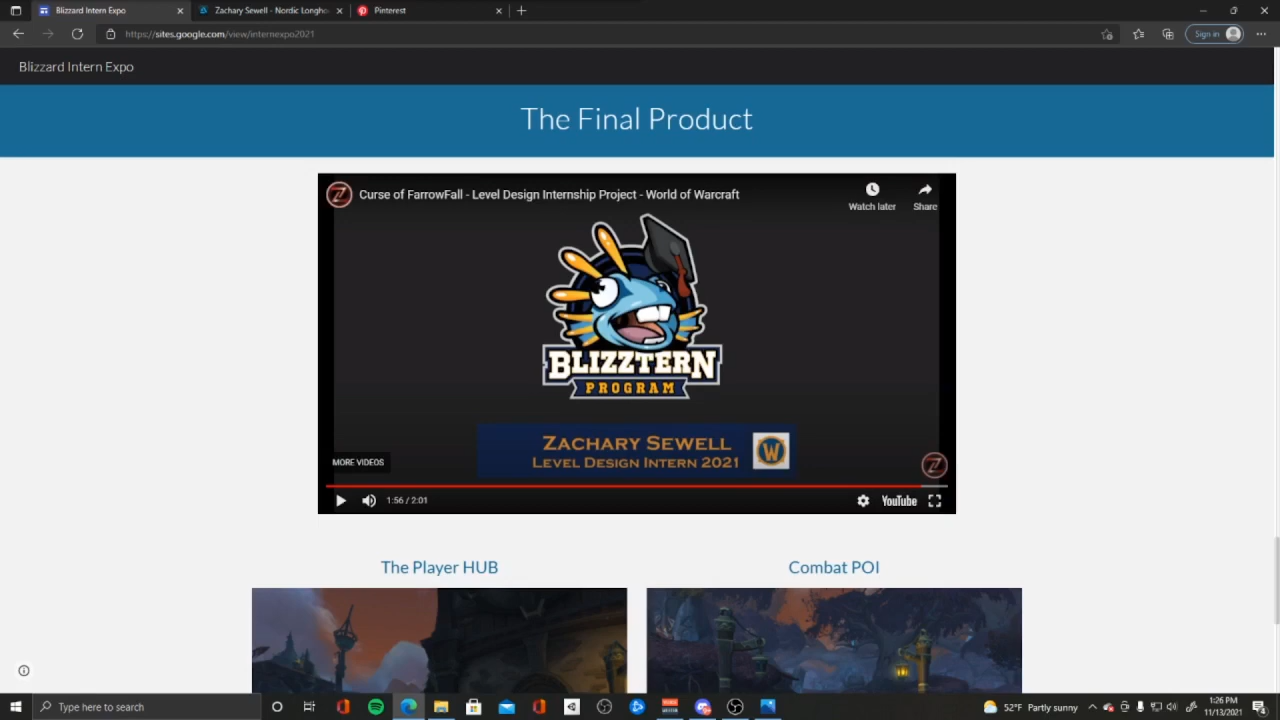 Blizzard Intern Expo
Zachary Sewell - Nordic Longho
Pinterest
https://sites.google.com/view/internexpo2021
Sign in
Blizzard Intern Expo
The Final Product
Curse of FarrowFall - Level Design Internship Project - World of Warcraft
Watch later
Share
BLIZZTERN
PROGRAM
ZACHARY SEWELL
LEVEL DESIGN INTERN 2021
W
MORE VIDEOS
1:56 / 2:01
YouTube
The Player HUB
Combat POI
Type here to search
52°F Partly sunny
1:26 PM
11/13/2021